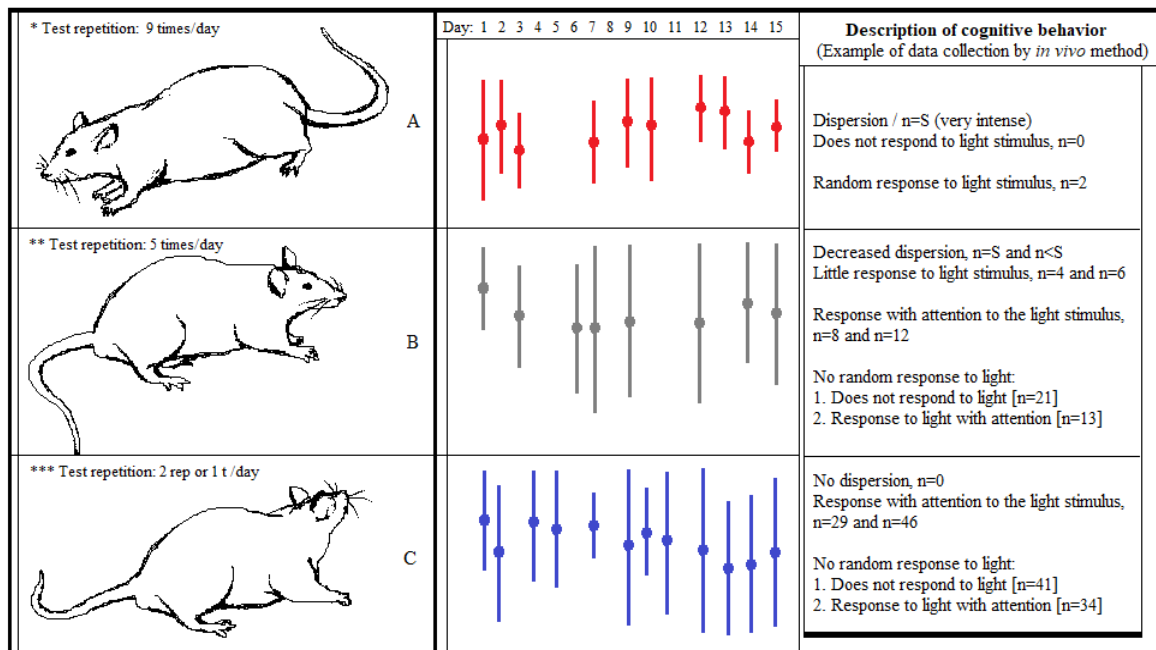 * Test repetition: 9 times/day
A
Day: 1 2 3 4 5 6 7 8 9 10 11 12 13 14 15
Description of cognitive behavior
(Example of data collection by in vivo method)
Dispersion / n=S (very intense)
Does not respond to light stimulus, n=0
Random response to light stimulus, n=2
** Test repetition: 5 times/day
B
Decreased dispersion, n=S and n<S
Little response to light stimulus, n=4 and n=6
Response with attention to the light stimulus,
n=8 and n=12
No random response to light:
1. Does not respond to light [n=21]
2. Response to light with attention [n=13]
*** Test repetition: 2 rep or 1 t /day
C
No dispersion, n=0
Response with attention to the light stimulus,
n=29 and n=46
No random response to light:
1. Does not respond to light [n=41]
2. Response to light with attention [n=34]